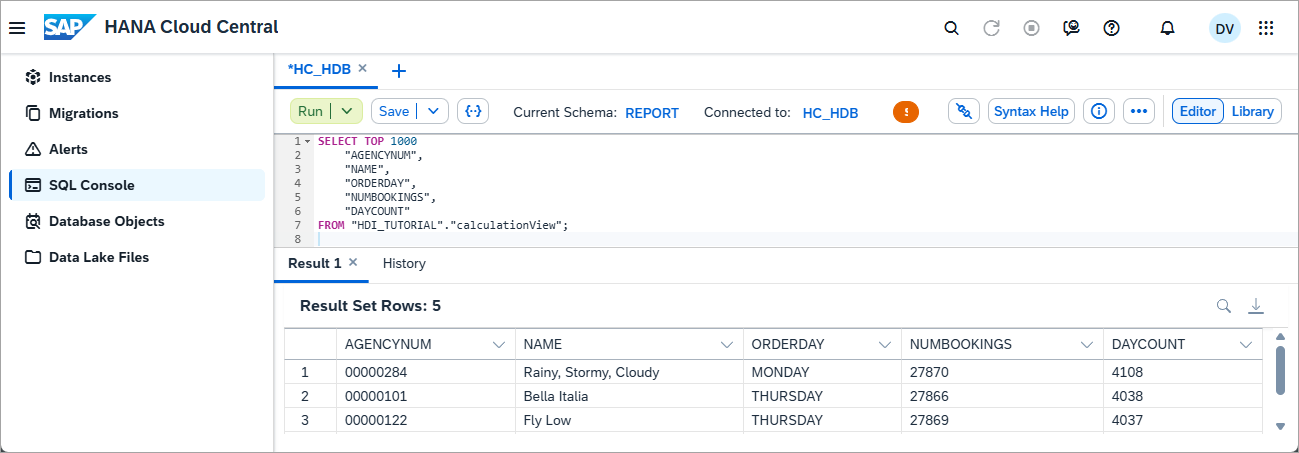 SAP HANA Cloud Central
DV
Instances
Migrations
Alerts
SQL Console
Database Objects
Data Lake Files
*HC_HDB
Run Save Current Schema: REPORT Connected to: HC_HDB Syntax Help Editor Library
1 SELECT TOP 1000
2 "AGENCYNUM",
3 "NAME",
4 "ORDERDAY",
5 "NUMBOOKINGS",
6 "DAYCOUNT"
7 FROM "HDI_TUTORIAL"."calculationView";
8
Result 1 History
Result Set Rows: 5
AGENCYNUM NAME ORDERDAY NUMBOOKINGS DAYCOUNT
1 00000284 Rainy, Stormy, Cloudy MONDAY 27870 4108
2 00000101 Bella Italia THURSDAY 27866 4038
3 00000122 Fly Low THURSDAY 27869 4037